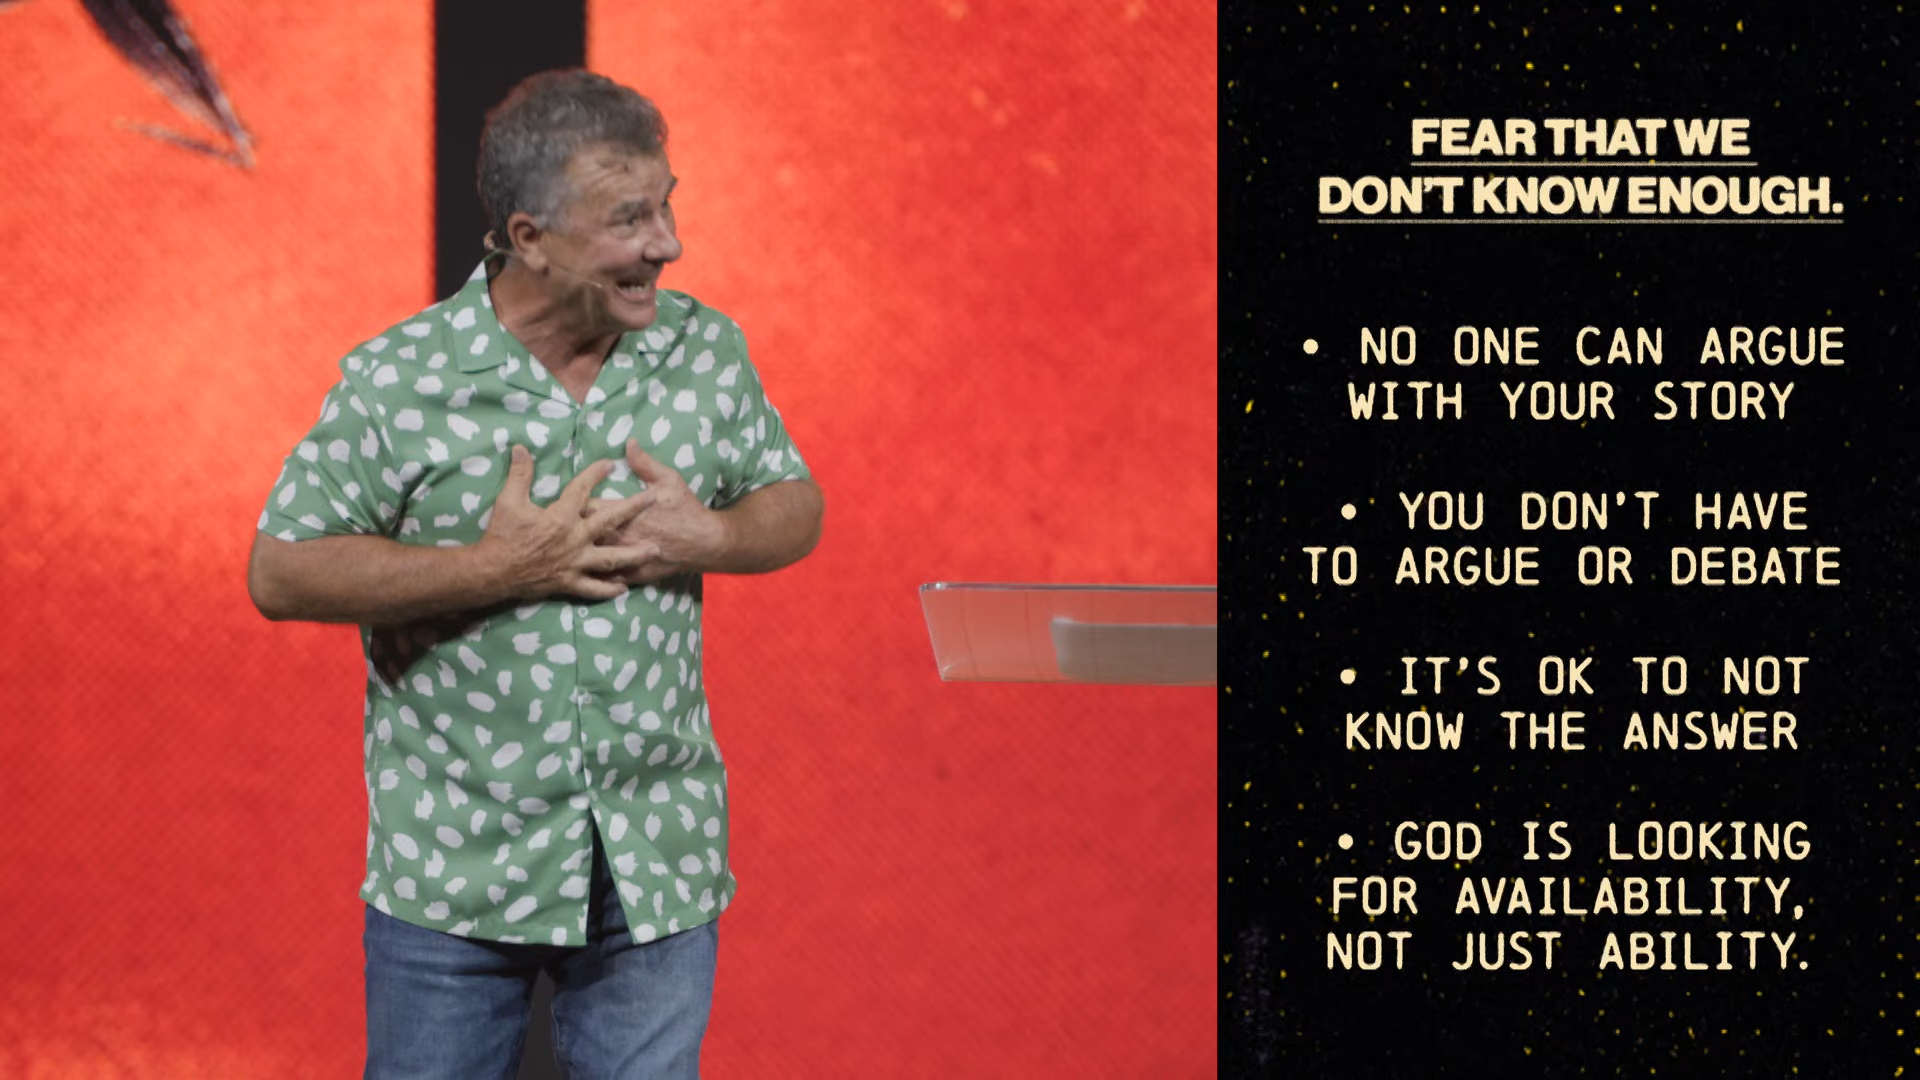 FEAR THAT WE
DON'T KNOW ENOUGH.
• NO ONE CAN ARGUE
WITH YOUR STORY
• YOU DON'T HAVE
TO ARGUE OR DEBATE
• IT'S OK TO NOT
KNOW THE ANSWER
• GOD IS LOOKING
FOR AVAILABILITY,
NOT JUST ABILITY.